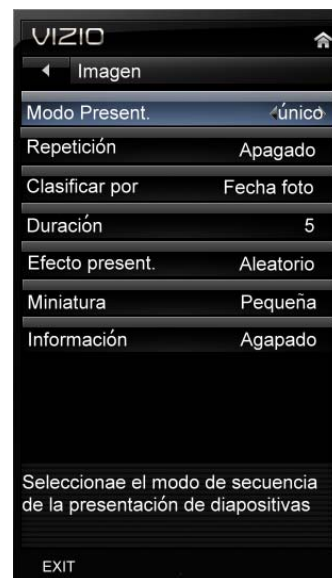 VIZIO
Imagen
Modo Present. único
Repetición Apagado
Clasificar por Fecha foto
Duración 5
Efecto present. Aleatorio
Miniatura Pequeña
Información Agapado
Seleccionae el modo de secuencia
de la presentación de diapositivas
EXIT